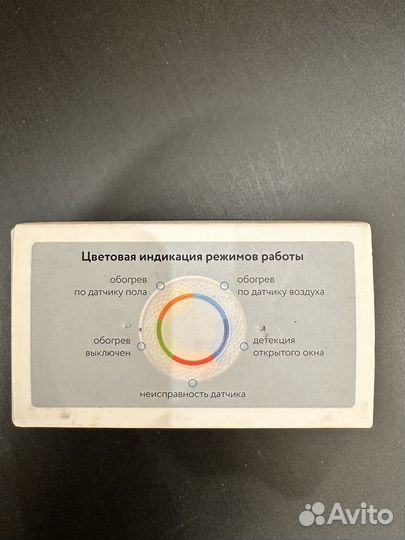 Цветовая индикация режимов работы
обогрев
по датчику пола
обогрев
по датчику воздуха
обогрев
выключен
детекция
открытого окна
неисправность датчика
Avito